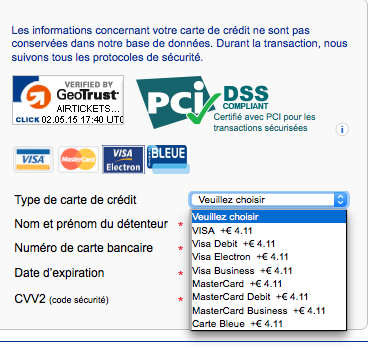 Les informations concernant votre carte de crédit ne sont pas
conservées dans notre base de données. Durant la transaction, nous
suivons tous les protocoles de sécurité.
VERIFIED BY
GeoTrust
AIRTICKETS...
CLICK 02.05.15 17:40 UTC
PCI DSS
COMPLIANT
Certifié avec PCI pour les
transactions sécurisées
i
VISA MasterCard VISA Electron BLEUE
Type de carte de crédit Veuillez choisir
Nom et prénom du détenteur *
Numéro de carte bancaire *
Date d'expiration *
CVV2 (code sécurité) *
Veuillez choisir
VISA +€ 4.11
Visa Debit +€ 4.11
Visa Electron +€ 4.11
Visa Business +€ 4.11
MasterCard +€ 4.11
MasterCard Debit +€ 4.11
MasterCard Business +€ 4.11
Carte Bleue +€ 4.11